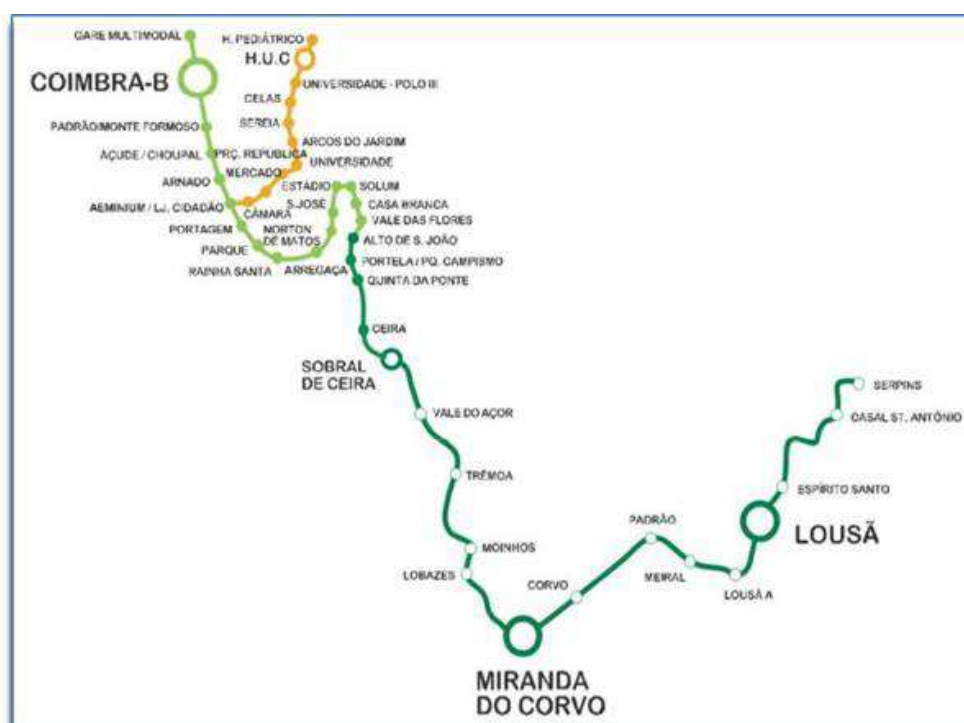 GARE MULTIMODAL
H. PEDIÁTRICO
H.U.C
COIMBRA-B
UNIVERSIDADE - POLO III
CELAS
SEREIA
PADRÃO/MONTE FORMOSO
ARCOS DO JARDIM
AÇUDE / CHOUPAL
PRÇ. REPÚBLICA
UNIVERSIDADE
MERCADO
ARNADO
ESTÁDIO
SOLUM
AEMINIUM / LJ. CIDADÃO
CÂMARA
S.JOSÉ
CASA BRANCA
PORTAGEM
NORTON
DE MATOS
VALE DAS FLORES
PARQUE
ALTO DE S. JOÃO
RAINHA SANTA
ARREGAÇA
PORTELA / PQ. CAMPISMO
QUINTA DA PONTE
CEIRA
SOBRAL
DE CEIRA
SERPINS
VALE DO AÇOR
CASAL ST. ANTÓNIO
TRÉMOA
ESPÍRITO SANTO
PADRÃO
LOUSÃ
MOINHOS
LOBAZES
CORVO
MEIRAL
LOUSÃ A
MIRANDA
DO CORVO